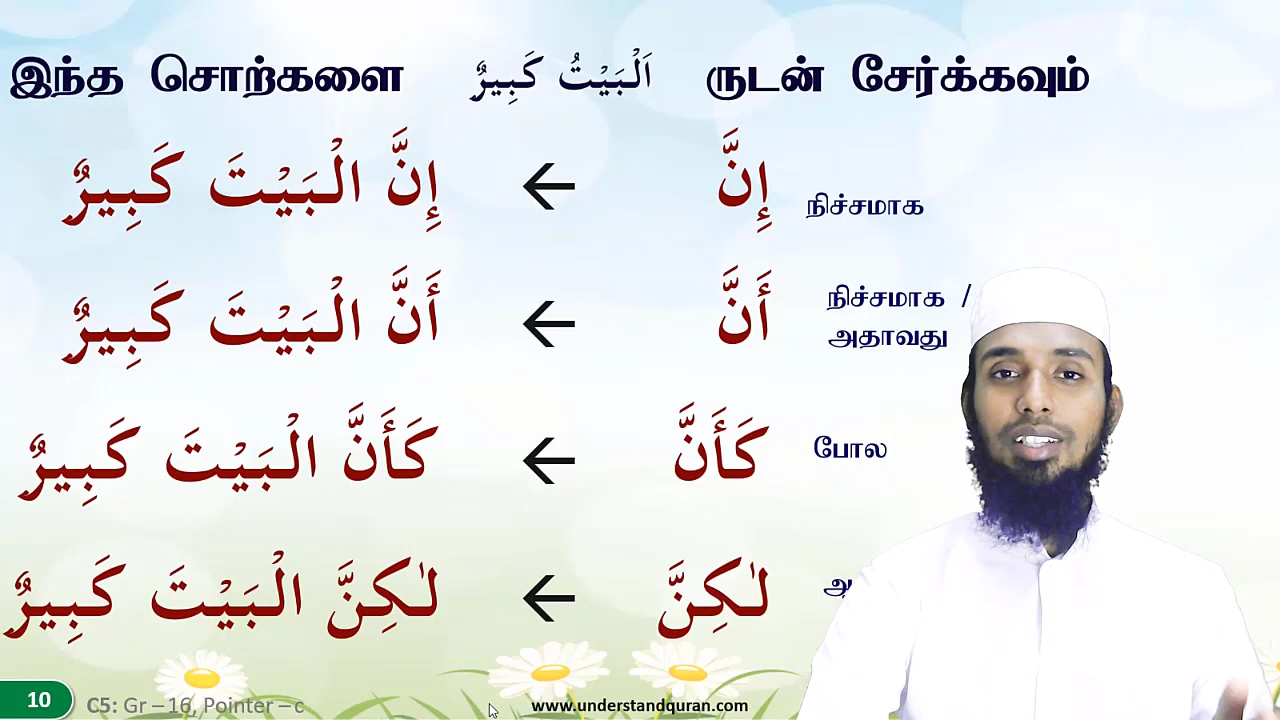 இந்த சொற்களை اَلْبَيْتُ كَبِيرٌ ருடன் சேர்க்கவும்
நிச்சமாக إِنَّ ← إِنَّ الْبَيْتَ كَبِيرٌ
நிச்சமாக /
அதாவது أَنَّ ← أَنَّ الْبَيْتَ كَبِيرٌ
போல كَأَنَّ ← كَأَنَّ الْبَيْتَ كَبِيرٌ
لٰكِنَّ ← لٰكِنَّ الْبَيْتَ كَبِيرٌ
10 C5: Gr – 16, Pointer – c www.understandquran.com